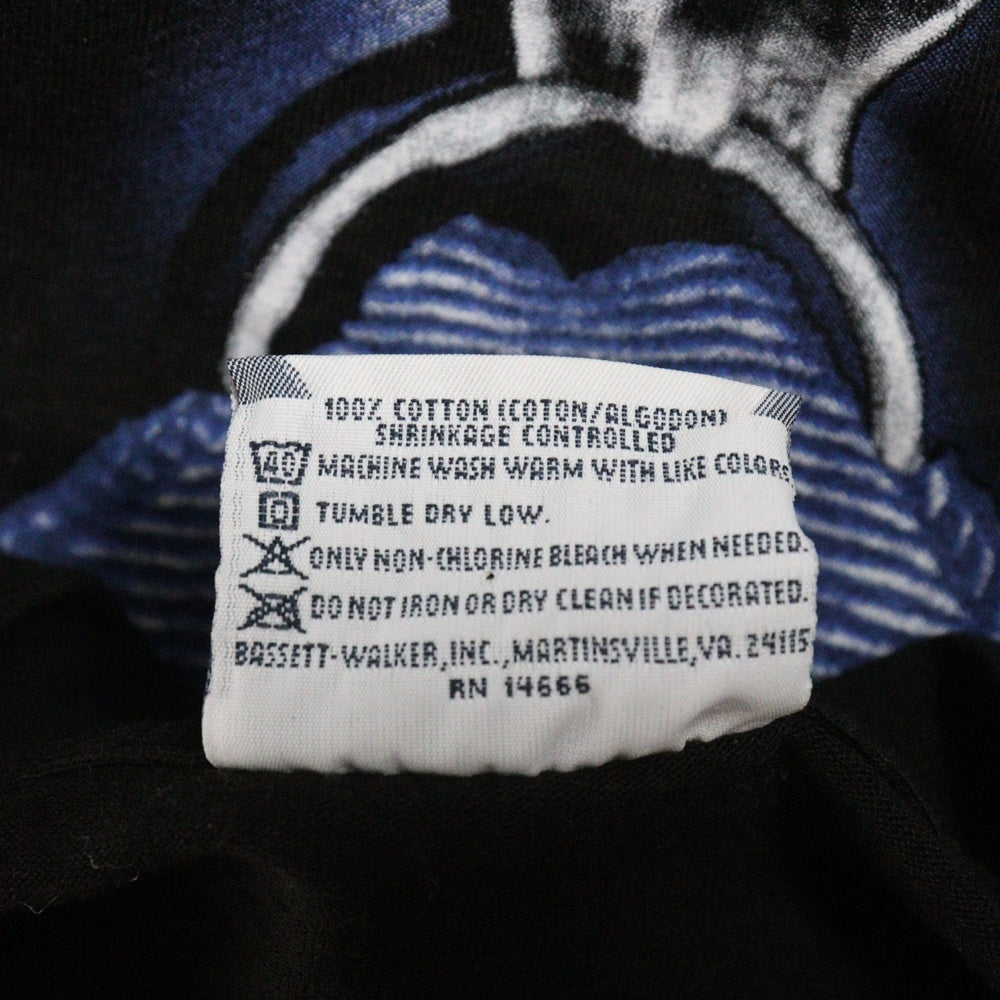 100% COTTON (COTON/ALGODON)
SHRINKAGE CONTROLLED
40 MACHINE WASH WARM WITH LIKE COLORS
TUMBLE DRY LOW.
ONLY NON-CHLORINE BLEACH WHEN NEEDED.
DO NOT IRON OR DRY CLEAN IF DECORATED.
BASSETT-WALKER,INC.,MARTINSVILLE,VA. 24115
RN 14666